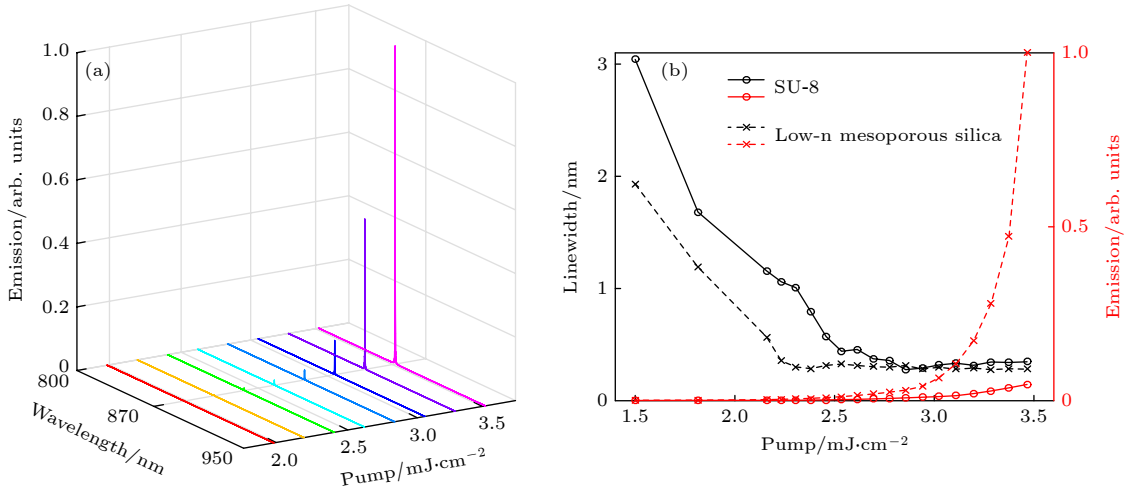 (a)
Emission/arb. units
1.0
0.8
0.6
0.4
0.2
0
800
870
950
Wavelength/nm
2.0
2.5
3.0
3.5
Pump/mJ·cm⁻²
(b)
SU-8
Low-n mesoporous silica
Linewidth/nm
3
2
1
0
1.5
2.0
2.5
3.0
3.5
Pump/mJ·cm⁻²
1.0
0.5
0
Emission/arb. units